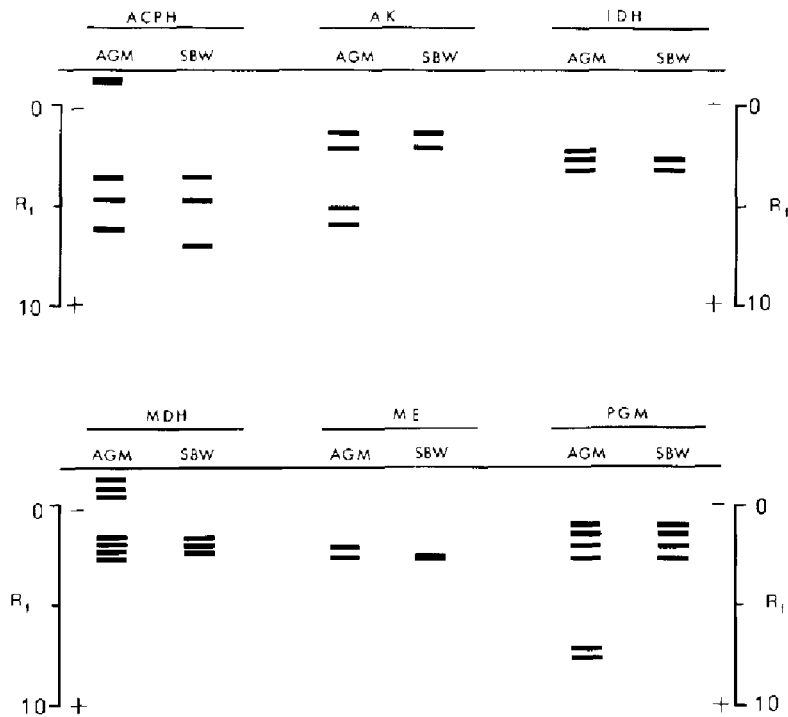 ACPH AK IDH
AGM SBW AGM SBW AGM SBW
0 − − 0
Rf Rf
10 + + 10
MDH ME PGM
AGM SBW AGM SBW AGM SBW
0 − − 0
Rf Rf
10 + + 10